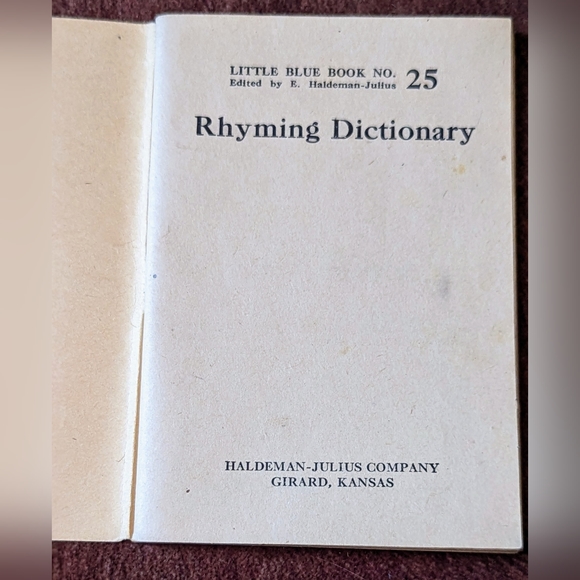 LITTLE BLUE BOOK NO. 25
Edited by E. Haldeman-Julius
Rhyming Dictionary
HALDEMAN-JULIUS COMPANY
GIRARD, KANSAS